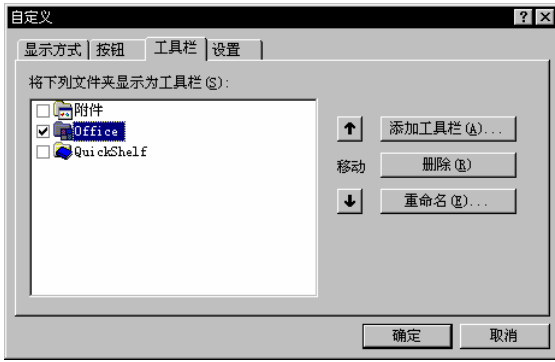 自定义
显示方式 按钮 工具栏 设置
将下列文件夹显示为工具栏(S):
附件
Office
QuickShelf
添加工具栏(A)...
移动
删除(R)
重命名(E)...
确定 取消